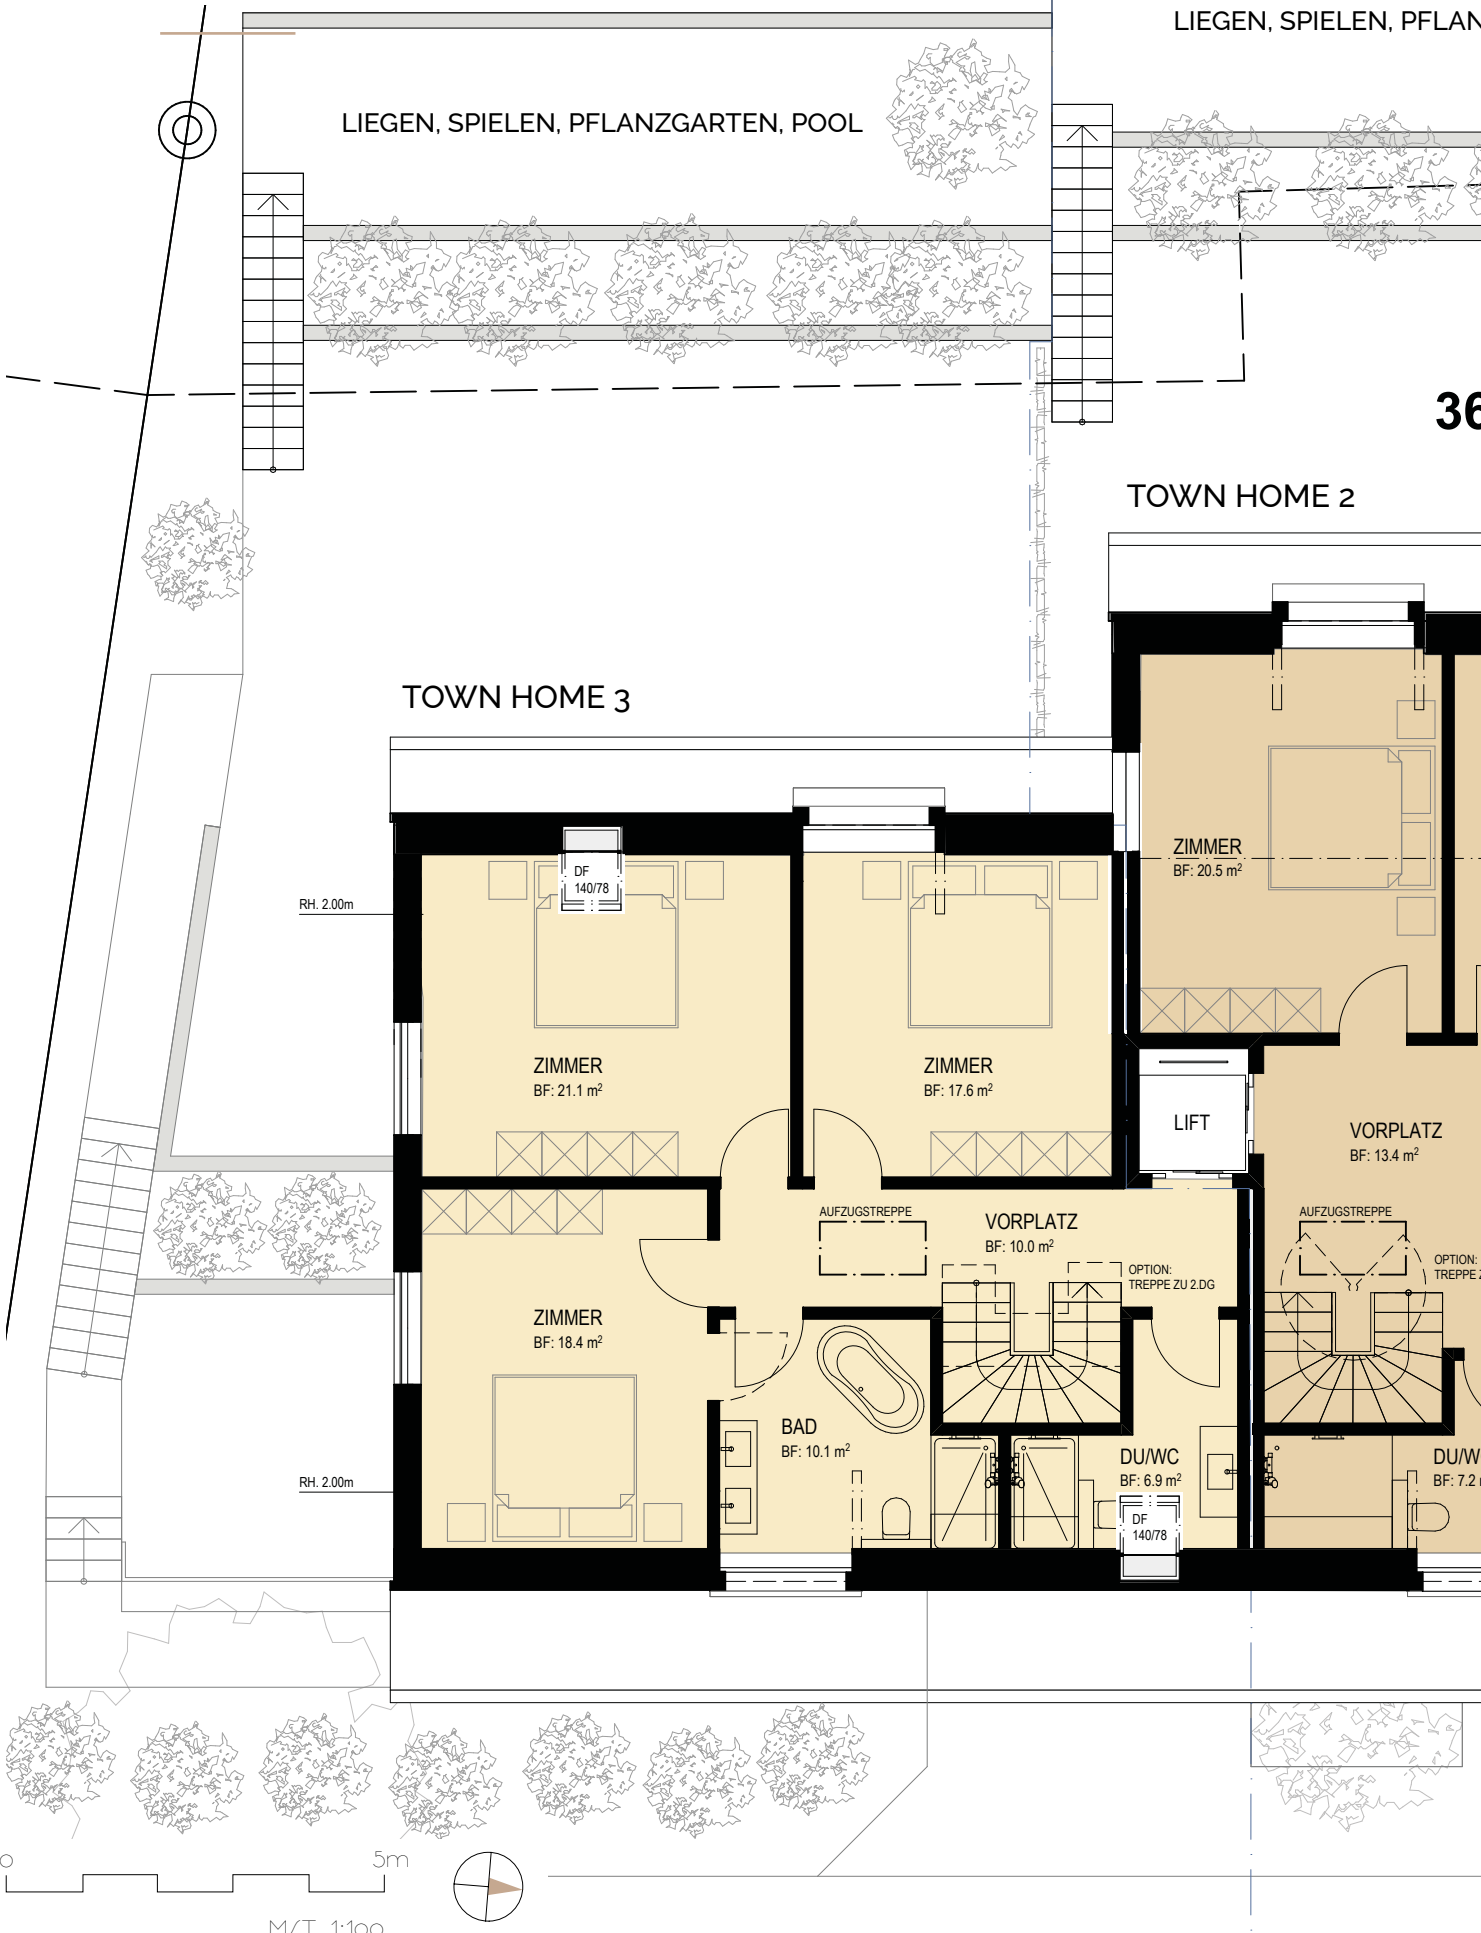 LIEGEN, SPIELEN, PFLAN
LIEGEN, SPIELEN, PFLANZGARTEN, POOL
36
TOWN HOME 2
TOWN HOME 3
ZIMMER
BF: 20.5 m²
DF
140/78
RH. 2.00m
ZIMMER
BF: 21.1 m²
ZIMMER
BF: 17.6 m²
LIFT
VORPLATZ
BF: 13.4 m²
AUFZUGSTREPPE
VORPLATZ
BF: 10.0 m²
AUFZUGSTREPPE
OPTION:
TREPPE ZU 2.DG
OPTION:
TREPPE Z
ZIMMER
BF: 18.4 m²
BAD
BF: 10.1 m²
DU/WC
BF: 6.9 m²
DU/W
BF: 7.2
RH. 2.00m
DF
140/78
0
5m
M/T 1:100